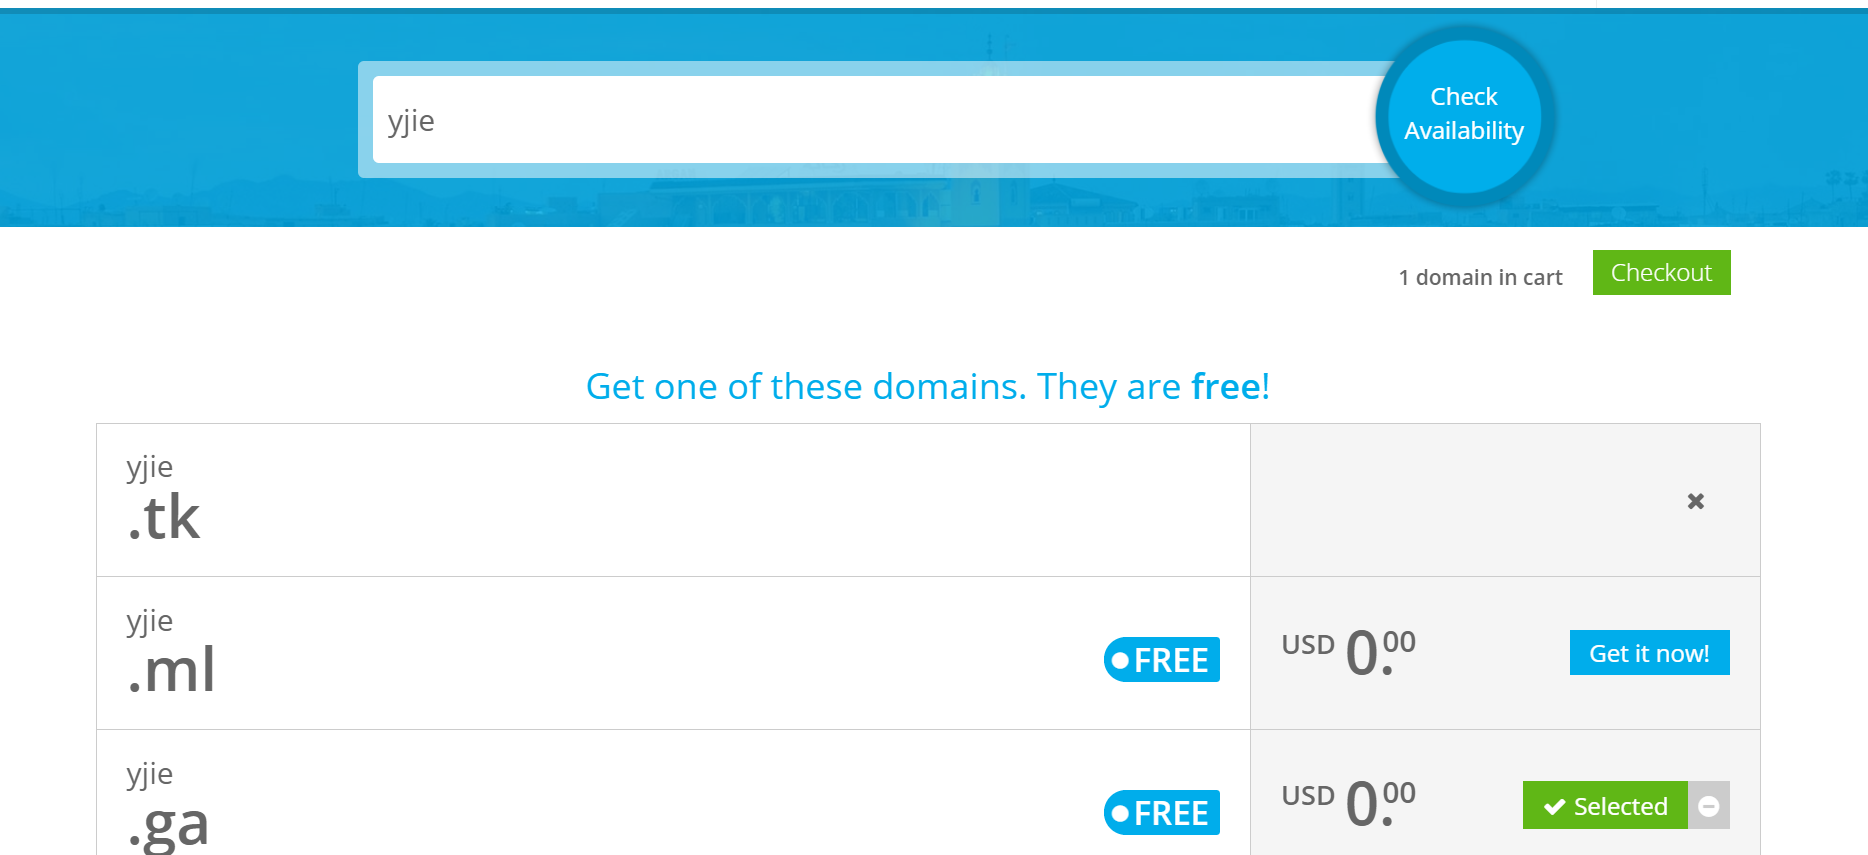 yjie
Check
Availability
1 domain in cart
Checkout
Get one of these domains. They are free!
yjie
.tk
yjie
.ml
FREE
USD 0.00
Get it now!
yjie
.ga
FREE
USD 0.00
Selected